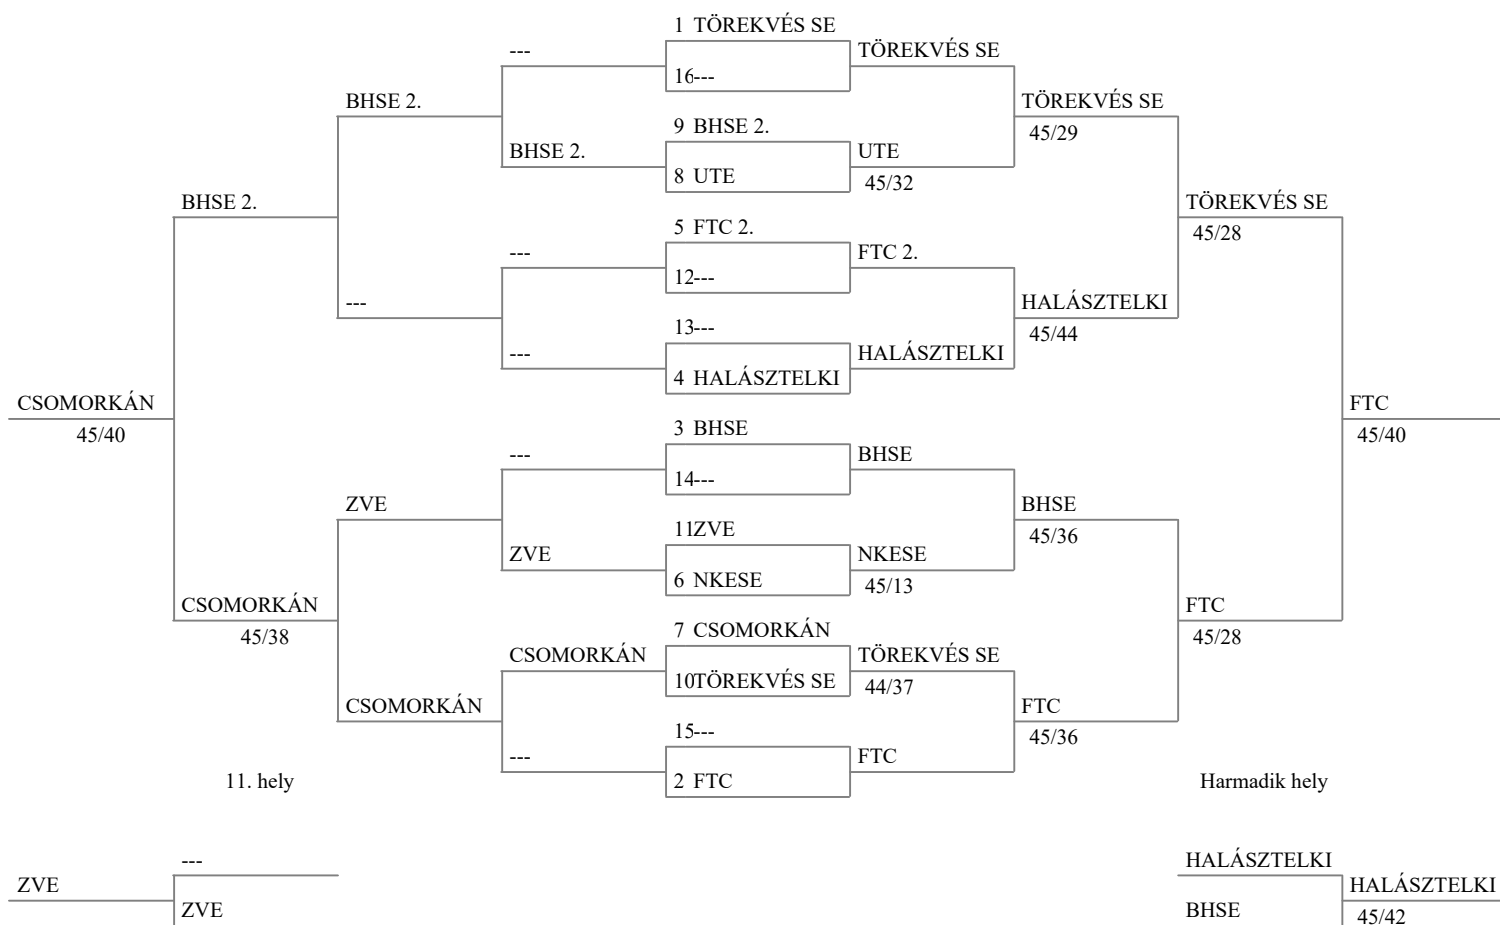 1 TÖREKVÉS SE
--- TÖREKVÉS SE
16---
BHSE 2. TÖREKVÉS SE
9 BHSE 2. 45/29
BHSE 2. UTE
8 UTE 45/32
BHSE 2. TÖREKVÉS SE
5 FTC 2. 45/28
--- FTC 2.
12---
--- HALÁSZTELKI
13--- 45/44
--- HALÁSZTELKI
4 HALÁSZTELKI
CSOMORKÁN FTC
45/40 3 BHSE 45/40
--- BHSE
14---
ZVE BHSE
11ZVE 45/36
ZVE NKESE
6 NKESE 45/13
CSOMORKÁN FTC
45/38 7 CSOMORKÁN 45/28
CSOMORKÁN TÖREKVÉS SE
10TÖREKVÉS SE 44/37
CSOMORKÁN FTC
15--- 45/36
--- FTC
11. hely 2 FTC Harmadik hely
--- HALÁSZTELKI
ZVE HALÁSZTELKI
ZVE BHSE 45/42